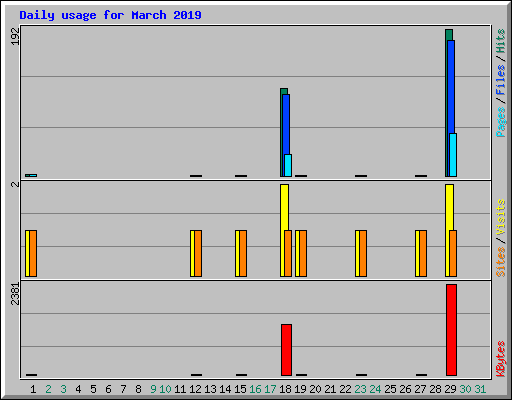 Daily usage for March 2019
192
2
2381
Pages / Files / Hits
Sites / Visits
KBytes
1 2 3 4 5 6 7 8 9 10 11 12 13 14 15 16 17 18 19 20 21 22 23 24 25 26 27 28 29 30 31